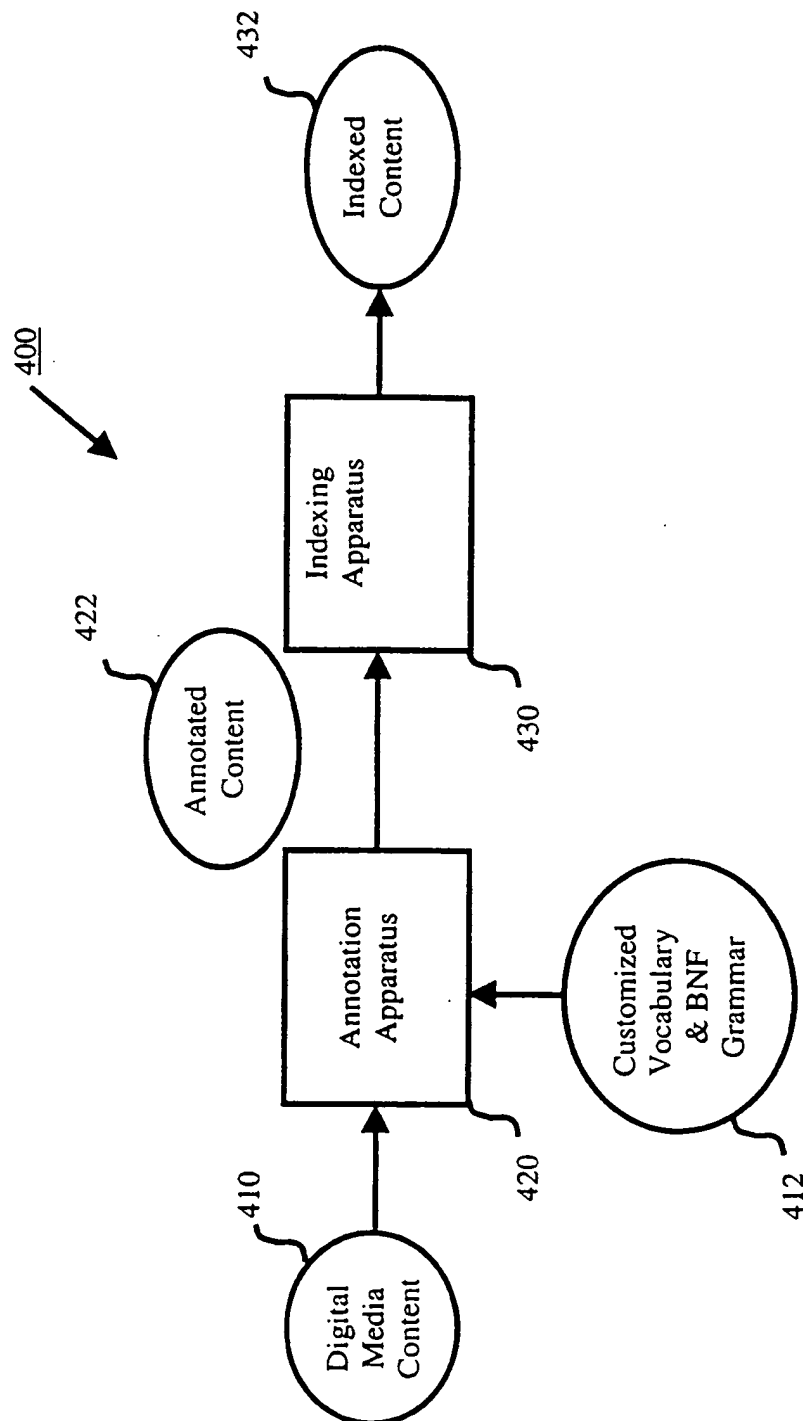 400
410
Digital
Media
Content
Annotation
Apparatus
420
Customized
Vocabulary
& BNF
Grammar
412
Annotated
Content
422
Indexing
Apparatus
430
Indexed
Content
432